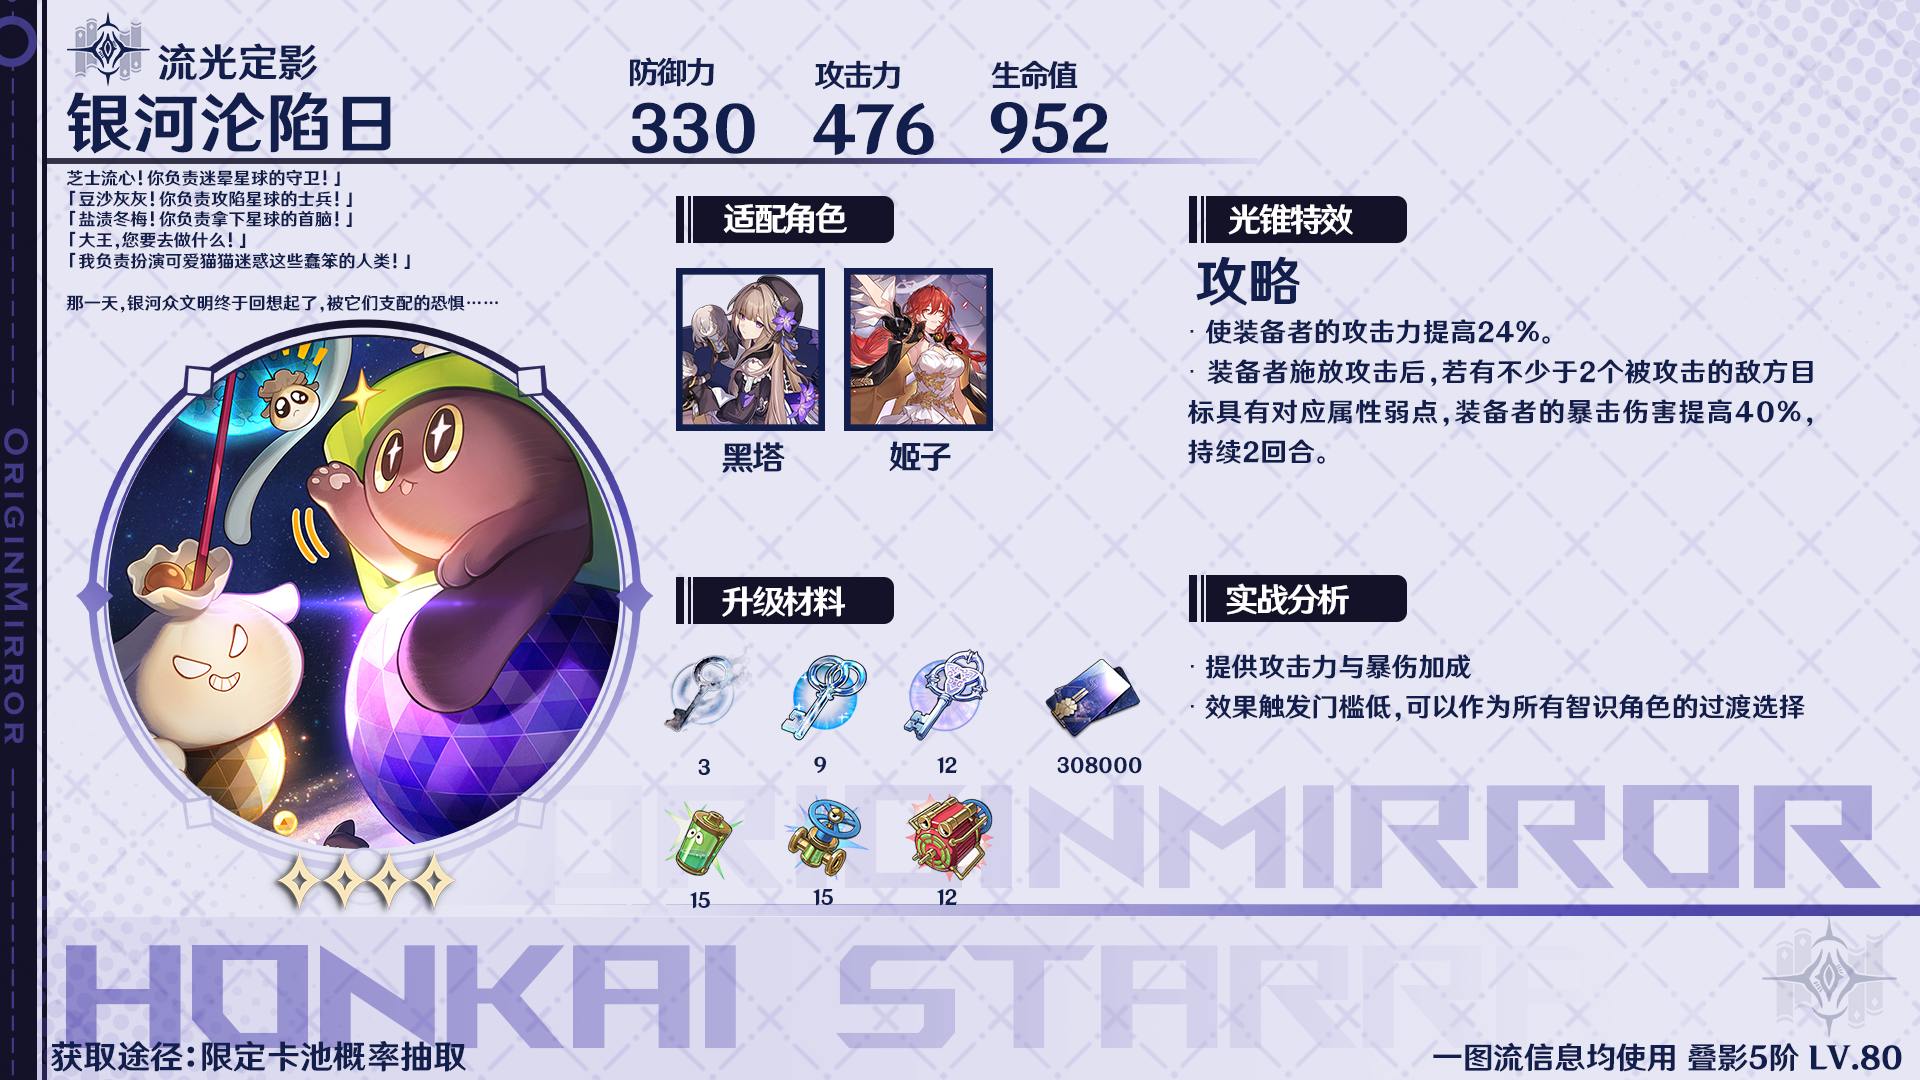 流光定影
银河沦陷日
防御力
330
攻击力
476
生命值
952
芝士流心！你负责迷晕星球的守卫！」
「豆沙灰灰！你负责攻陷星球的士兵！」
「盐渍冬梅！你负责拿下星球的首脑！」
「大王，您要去做什么！」
「我负责扮演可爱猫猫迷惑这些蠢笨的人类！」
那一天，银河众文明终于回想起了，被它们支配的恐惧……
适配角色
黑塔
姬子
升级材料
3
9
12
308000
15
15
12
光锥特效
攻略
· 使装备者的攻击力提高24%。
· 装备者施放攻击后，若有不少于2个被攻击的敌方目
标具有对应属性弱点，装备者的暴击伤害提高40%，
持续2回合。
实战分析
· 提供攻击力与暴伤加成
· 效果触发门槛低，可以作为所有智识角色的过渡选择
ORIGINMIRROR
ORIGINMIRROR
HONKAI STARRA
获取途径：限定卡池概率抽取
一图流信息均使用 叠影5阶 LV.80